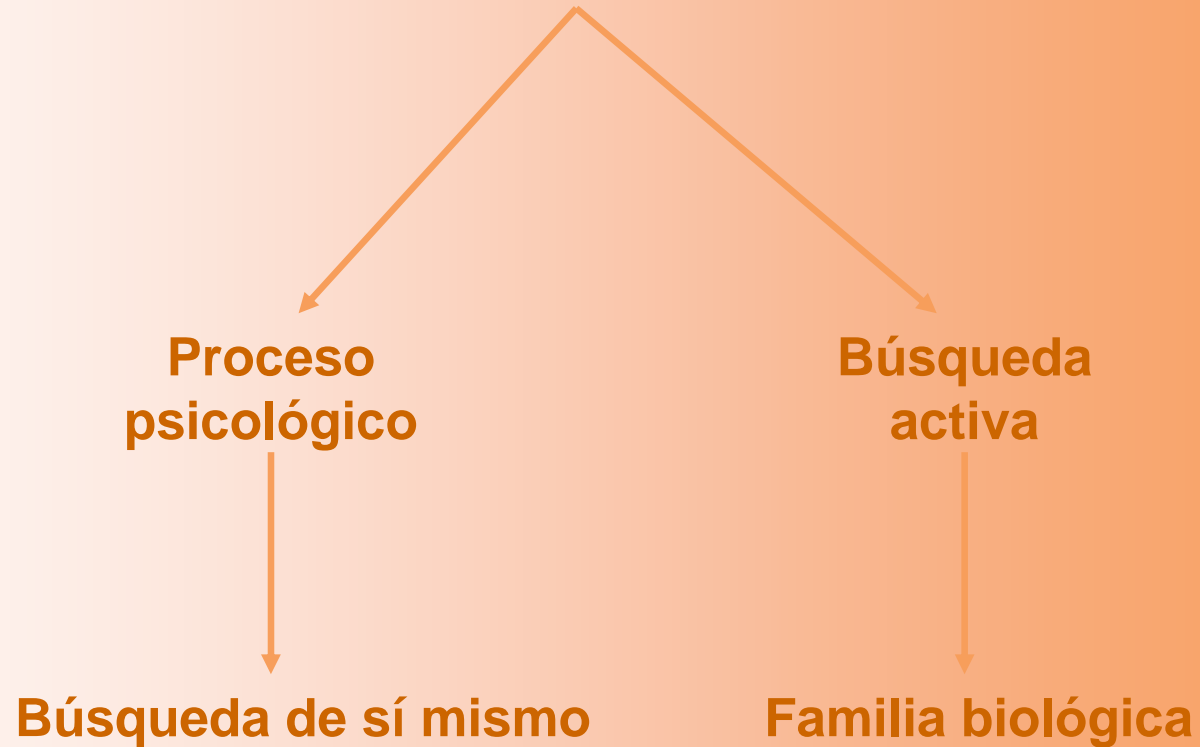 Proceso
psicológico
Búsqueda
activa
Búsqueda de sí mismo
Familia biológica